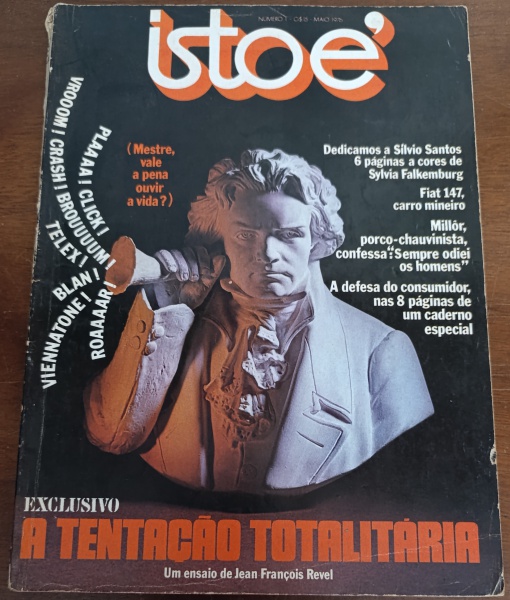 NUMERO 1 - Cr$ 15 - MAIO 1976
istoé
VROOOM! CRASH! BROUUUUM!
PLAAAA! CLICK!
TELEX!
BLAN!
VIENNATONE!
ROAAAAR!
(Mestre,
vale
a pena
ouvir
a vida?)
Dedicamos a Sílvio Santos
6 páginas a cores de
Sylvia Falkemburg
Fiat 147,
carro mineiro
Millôr,
porco-chauvinista,
confessa: "Sempre odiei
os homens"
A defesa do consumidor,
nas 8 páginas de
um caderno
especial
EXCLUSIVO
A TENTAÇÃO TOTALITÁRIA
Um ensaio de Jean François Revel